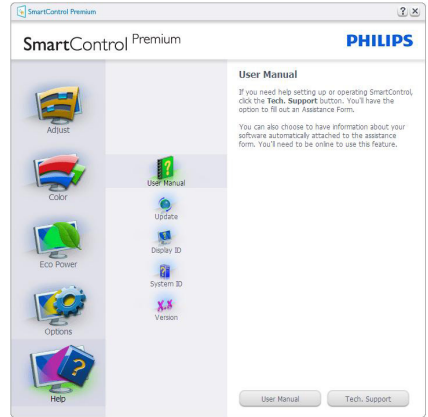 SmartControl Premium
SmartControl Premium
PHILIPS
Adjust
Color
Eco Power
Options
Help
User Manual
Update
Display ID
System ID
X.X
Version
User Manual
If you need help setting up or operating SmartControl,
click the Tech. Support button. You'll have the
option to fill out an Assistance Form.
You can also choose to have information about your
software automatically attached to the assistance
form. You'll need to be online to use this feature.
User Manual
Tech. Support